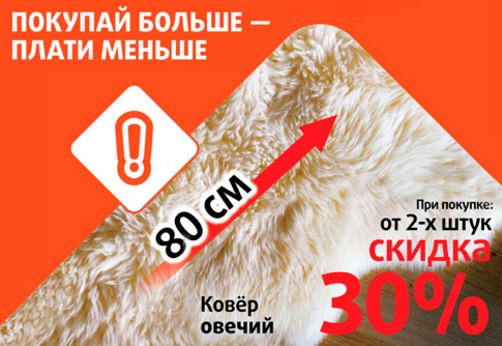 ПОКУПАЙ БОЛЬШЕ —
ПЛАТИ МЕНЬШЕ
80 СМ
При покупке:
от 2-х штук
скидка
30%
Ковёр
овечий